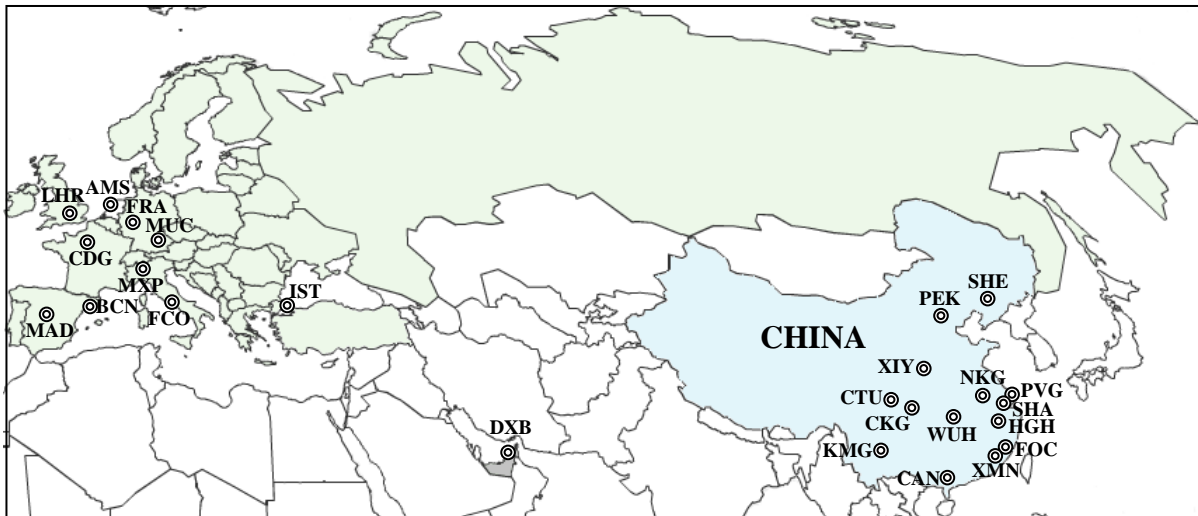 AMS
LHR
FRA
MUC
CDG
MXP
IST
BCN
FCO
MAD
SHE
PEK
CHINA
XIY
NKG
PVG
CTU
SHA
CKG
HGH
WUH
DXB
KMG
FOC
XMN
CAN